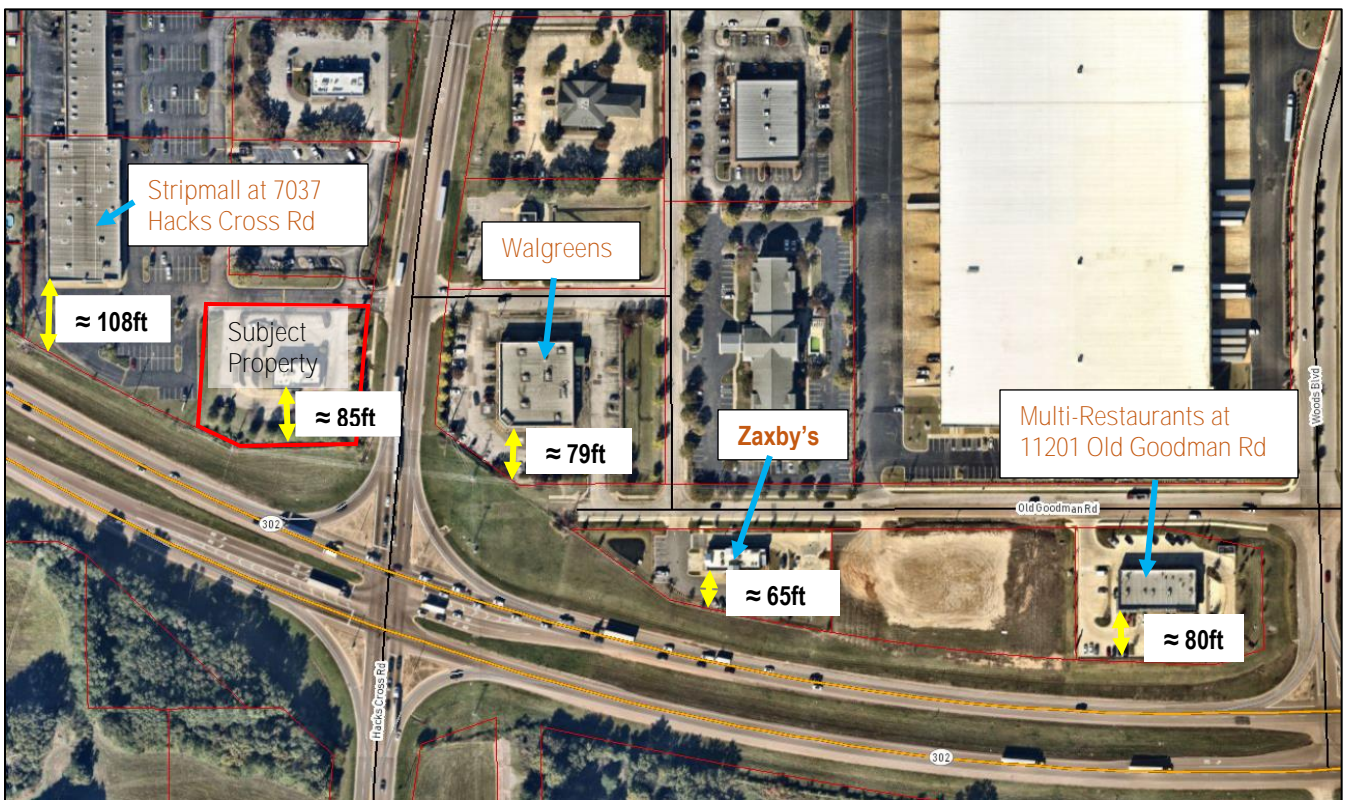 Stripmall at 7037
Hacks Cross Rd
Walgreens
≈ 108ft
Subject
Property
≈ 85ft
≈ 79ft
Zaxby's
Multi-Restaurants at
11201 Old Goodman Rd
Woods Blvd
Old Goodman Rd
302
≈ 65ft
≈ 80ft
Hacks Cross Rd
302